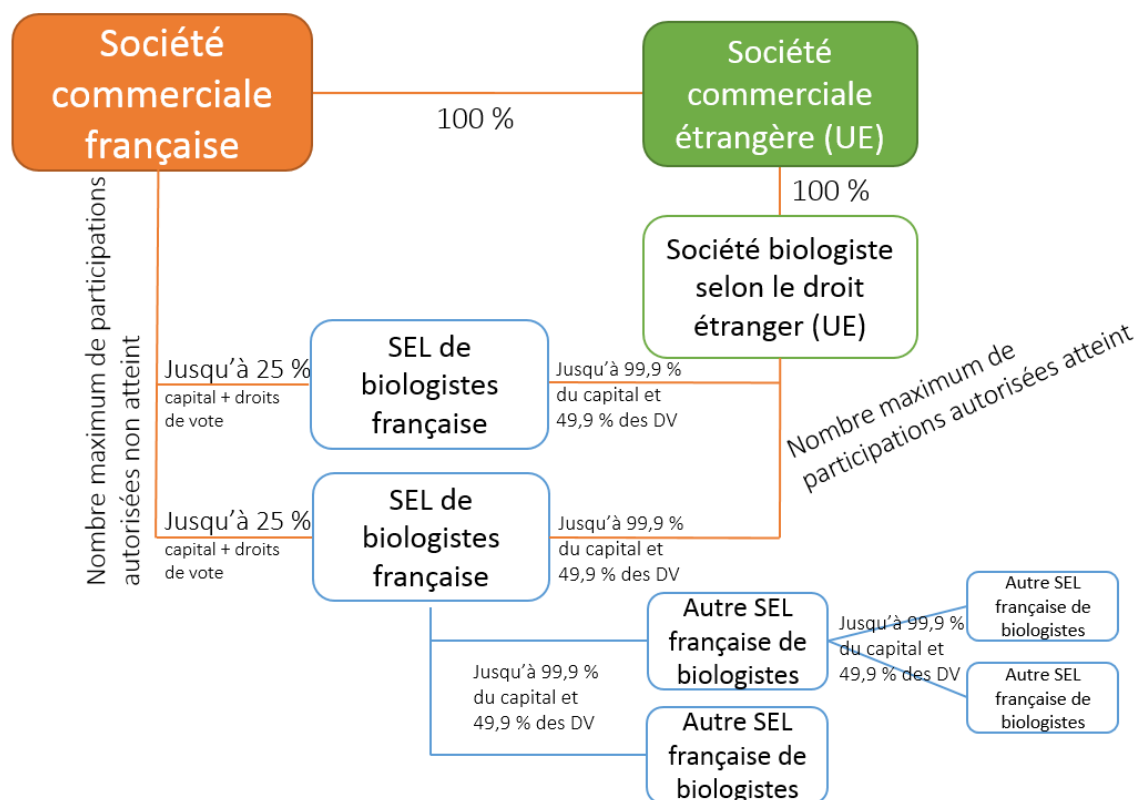 Société
commerciale
française
100 %
Société
commerciale
étrangère (UE)
100 %
Société biologiste
selon le droit
étranger (UE)
Nombre maximum de participations
autorisées non atteint
Nombre maximum de
participations autorisées atteint
Jusqu’à 25 %
capital + droits
de vote
SEL de
biologistes
française
Jusqu’à 99,9 %
du capital et
49,9 % des DV
Jusqu’à 25 %
capital + droits
de vote
SEL de
biologistes
française
Jusqu’à 99,9 %
du capital et
49,9 % des DV
Jusqu’à 99,9 %
du capital et
49,9 % des DV
Autre SEL
française de
biologistes
Jusqu’à 99,9 %
du capital et
49,9 % des DV
Autre SEL
française de
biologistes
Autre SEL
française de
biologistes
Autre SEL
française de
biologistes